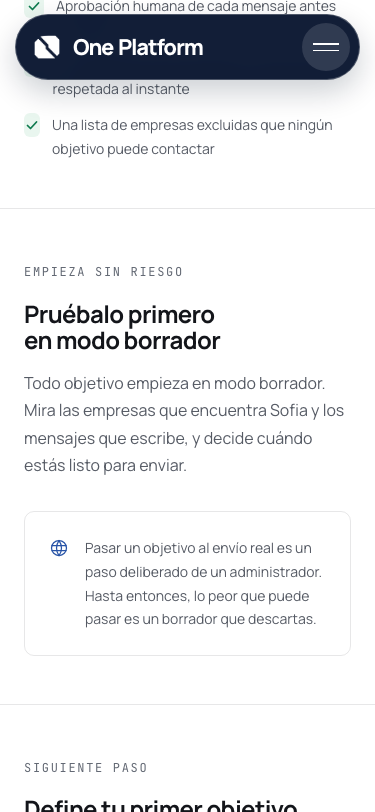 Aprobación humana de cada mensaje antes
One Platform
respetada al instante
Una lista de empresas excluidas que ningún
objetivo puede contactar
EMPIEZA SIN RIESGO
Pruébalo primero
en modo borrador
Todo objetivo empieza en modo borrador.
Mira las empresas que encuentra Sofia y los
mensajes que escribe, y decide cuándo
estás listo para enviar.
Pasar un objetivo al envío real es un
paso deliberado de un administrador.
Hasta entonces, lo peor que puede
pasar es un borrador que descartas.
SIGUIENTE PASO
Define tu primer objetivo